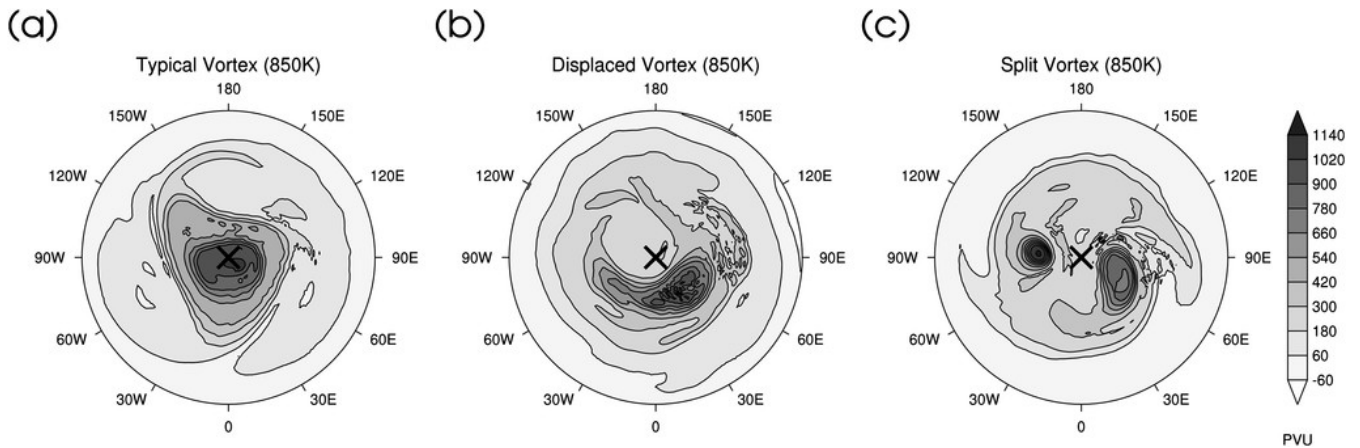 (a)
Typical Vortex (850K)
180
150W
150E
120W
120E
90W
90E
60W
60E
30W
30E
0
(b)
Displaced Vortex (850K)
180
150W
150E
120W
120E
90W
90E
60W
60E
30W
30E
0
(c)
Split Vortex (850K)
180
150W
150E
120W
120E
90W
90E
60W
60E
30W
30E
0
1140
1020
900
780
660
540
420
300
180
60
-60
PVU